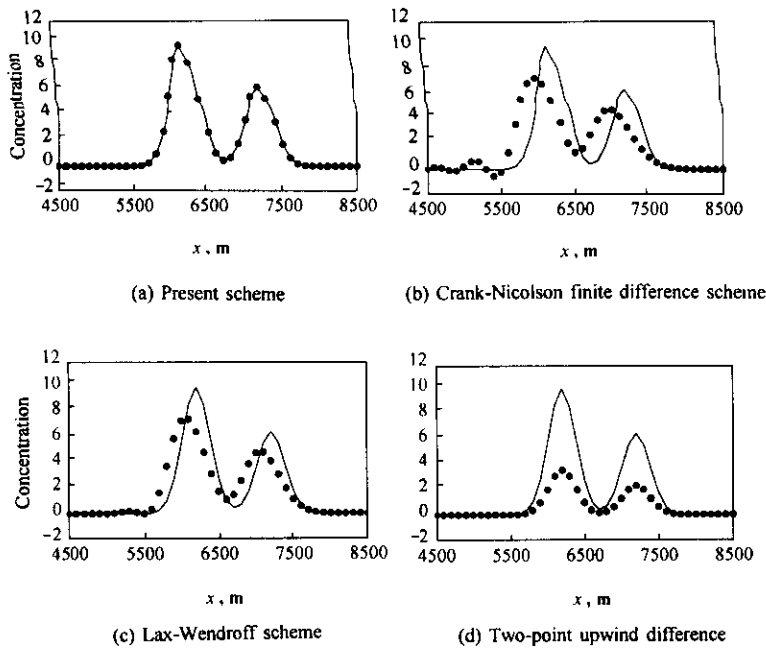 12
10
8
6
4
2
0
−2
Concentration
4500 5500 6500 7500 8500
x , m
(a) Present scheme
12
10
8
6
4
2
0
−2
4500 5500 6500 7500 8500
x , m
(b) Crank-Nicolson finite difference scheme
12
10
8
6
4
2
0
−2
Concentration
4500 5500 6500 7500 8500
x , m
(c) Lax-Wendroff scheme
12
10
8
6
4
2
0
−2
4500 5500 6500 7500 8500
x , m
(d) Two-point upwind difference